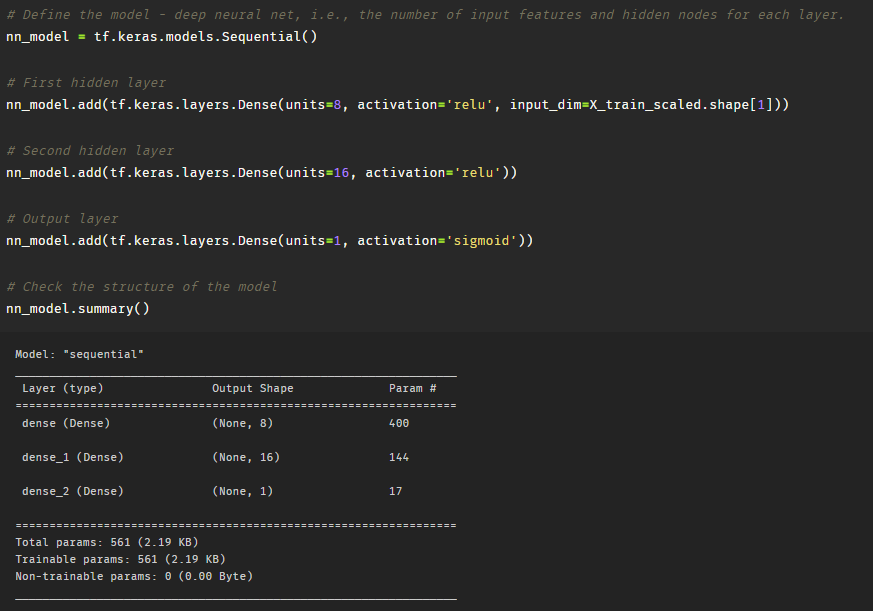 # Define the model - deep neural net, i.e., the number of input features and hidden nodes for each layer.
nn_model = tf.keras.models.Sequential()
# First hidden layer
nn_model.add(tf.keras.layers.Dense(units=8, activation='relu', input_dim=X_train_scaled.shape[1]))
# Second hidden layer
nn_model.add(tf.keras.layers.Dense(units=16, activation='relu'))
# Output layer
nn_model.add(tf.keras.layers.Dense(units=1, activation='sigmoid'))
# Check the structure of the model
nn_model.summary()
Model: "sequential"
_________________________________________________________________
Layer (type) Output Shape Param #
=================================================================
dense (Dense) (None, 8) 400
dense_1 (Dense) (None, 16) 144
dense_2 (Dense) (None, 1) 17
=================================================================
Total params: 561 (2.19 KB)
Trainable params: 561 (2.19 KB)
Non-trainable params: 0 (0.00 Byte)
_________________________________________________________________